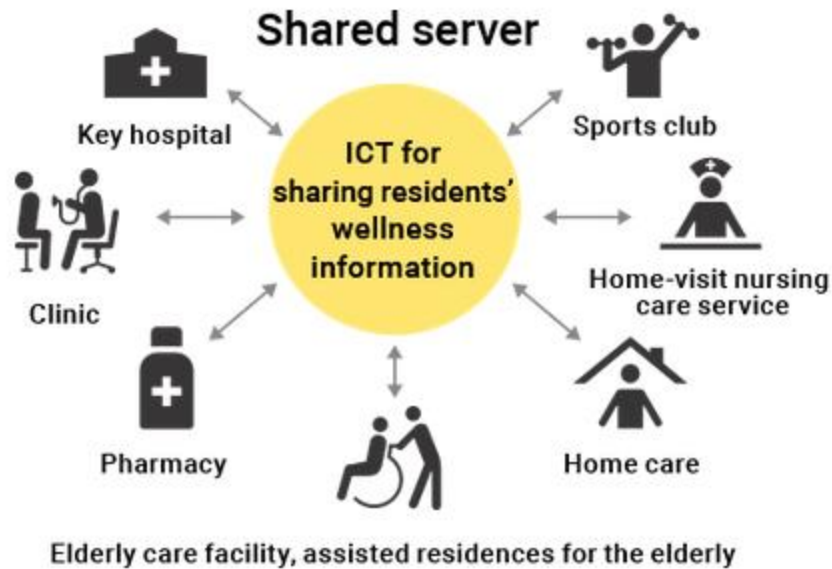 Shared server
Key hospital
Sports club
ICT for
sharing residents’
wellness
information
Clinic
Home-visit nursing
care service
Pharmacy
Home care
Elderly care facility, assisted residences for the elderly